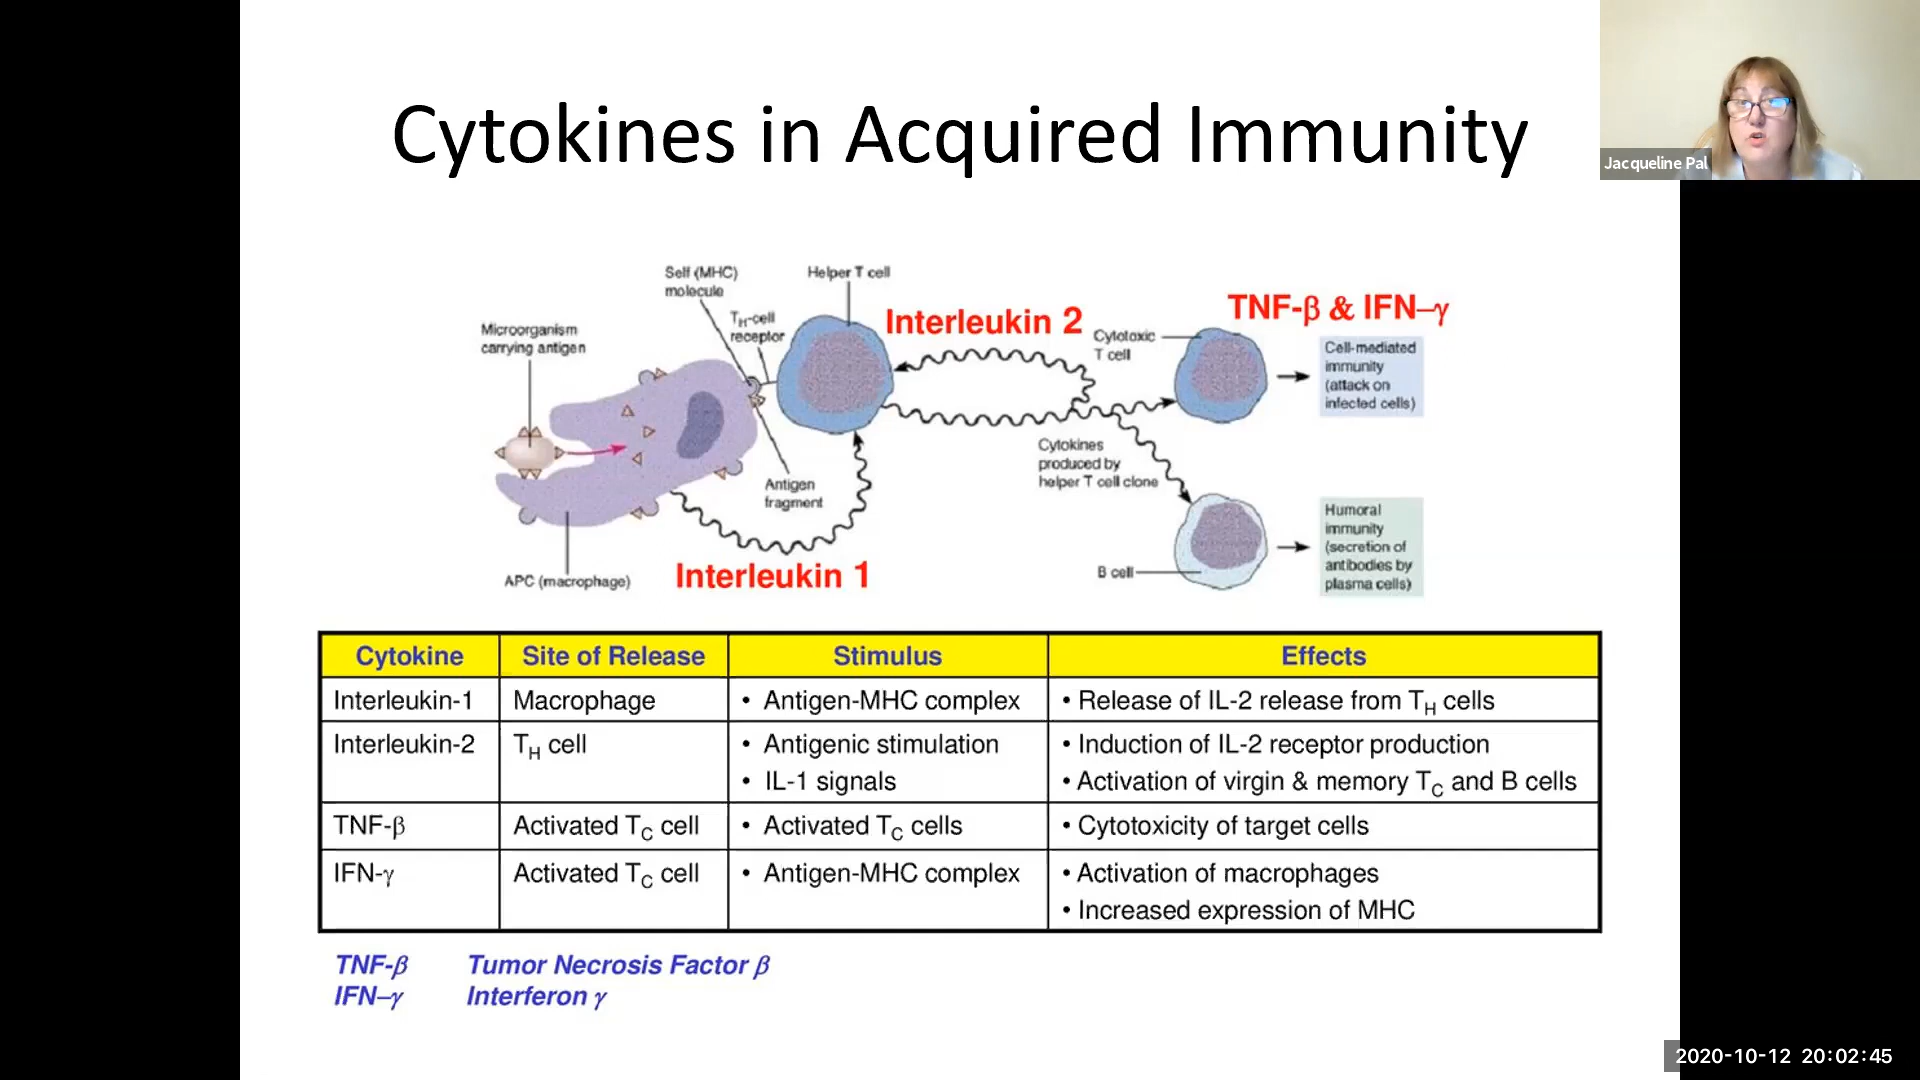 Cytokines in Acquired Immunity
Jacqueline Pal
Self (MHC)
molecule
Helper T cell
TH-cell
receptor
Microorganism
carrying antigen
Interleukin 2
Cytotoxic
T cell
TNF-β & IFN–γ
Cell-mediated
immunity
(attack on
infected cells)
Cytokines
produced by
helper T cell clone
Antigen
fragment
APC (macrophage)
Interleukin 1
B cell
Humoral
immunity
(secretion of
antibodies by
plasma cells)
Cytokine Site of Release Stimulus Effects
Interleukin-1 Macrophage • Antigen-MHC complex • Release of IL-2 release from TH cells
Interleukin-2 TH cell • Antigenic stimulation • Induction of IL-2 receptor production
• IL-1 signals • Activation of virgin & memory TC and B cells
TNF-β Activated TC cell • Activated TC cells • Cytotoxicity of target cells
IFN-γ Activated TC cell • Antigen-MHC complex • Activation of macrophages
• Increased expression of MHC
TNF-β Tumor Necrosis Factor β
IFN–γ Interferon γ
2020-10-12 20:02:45